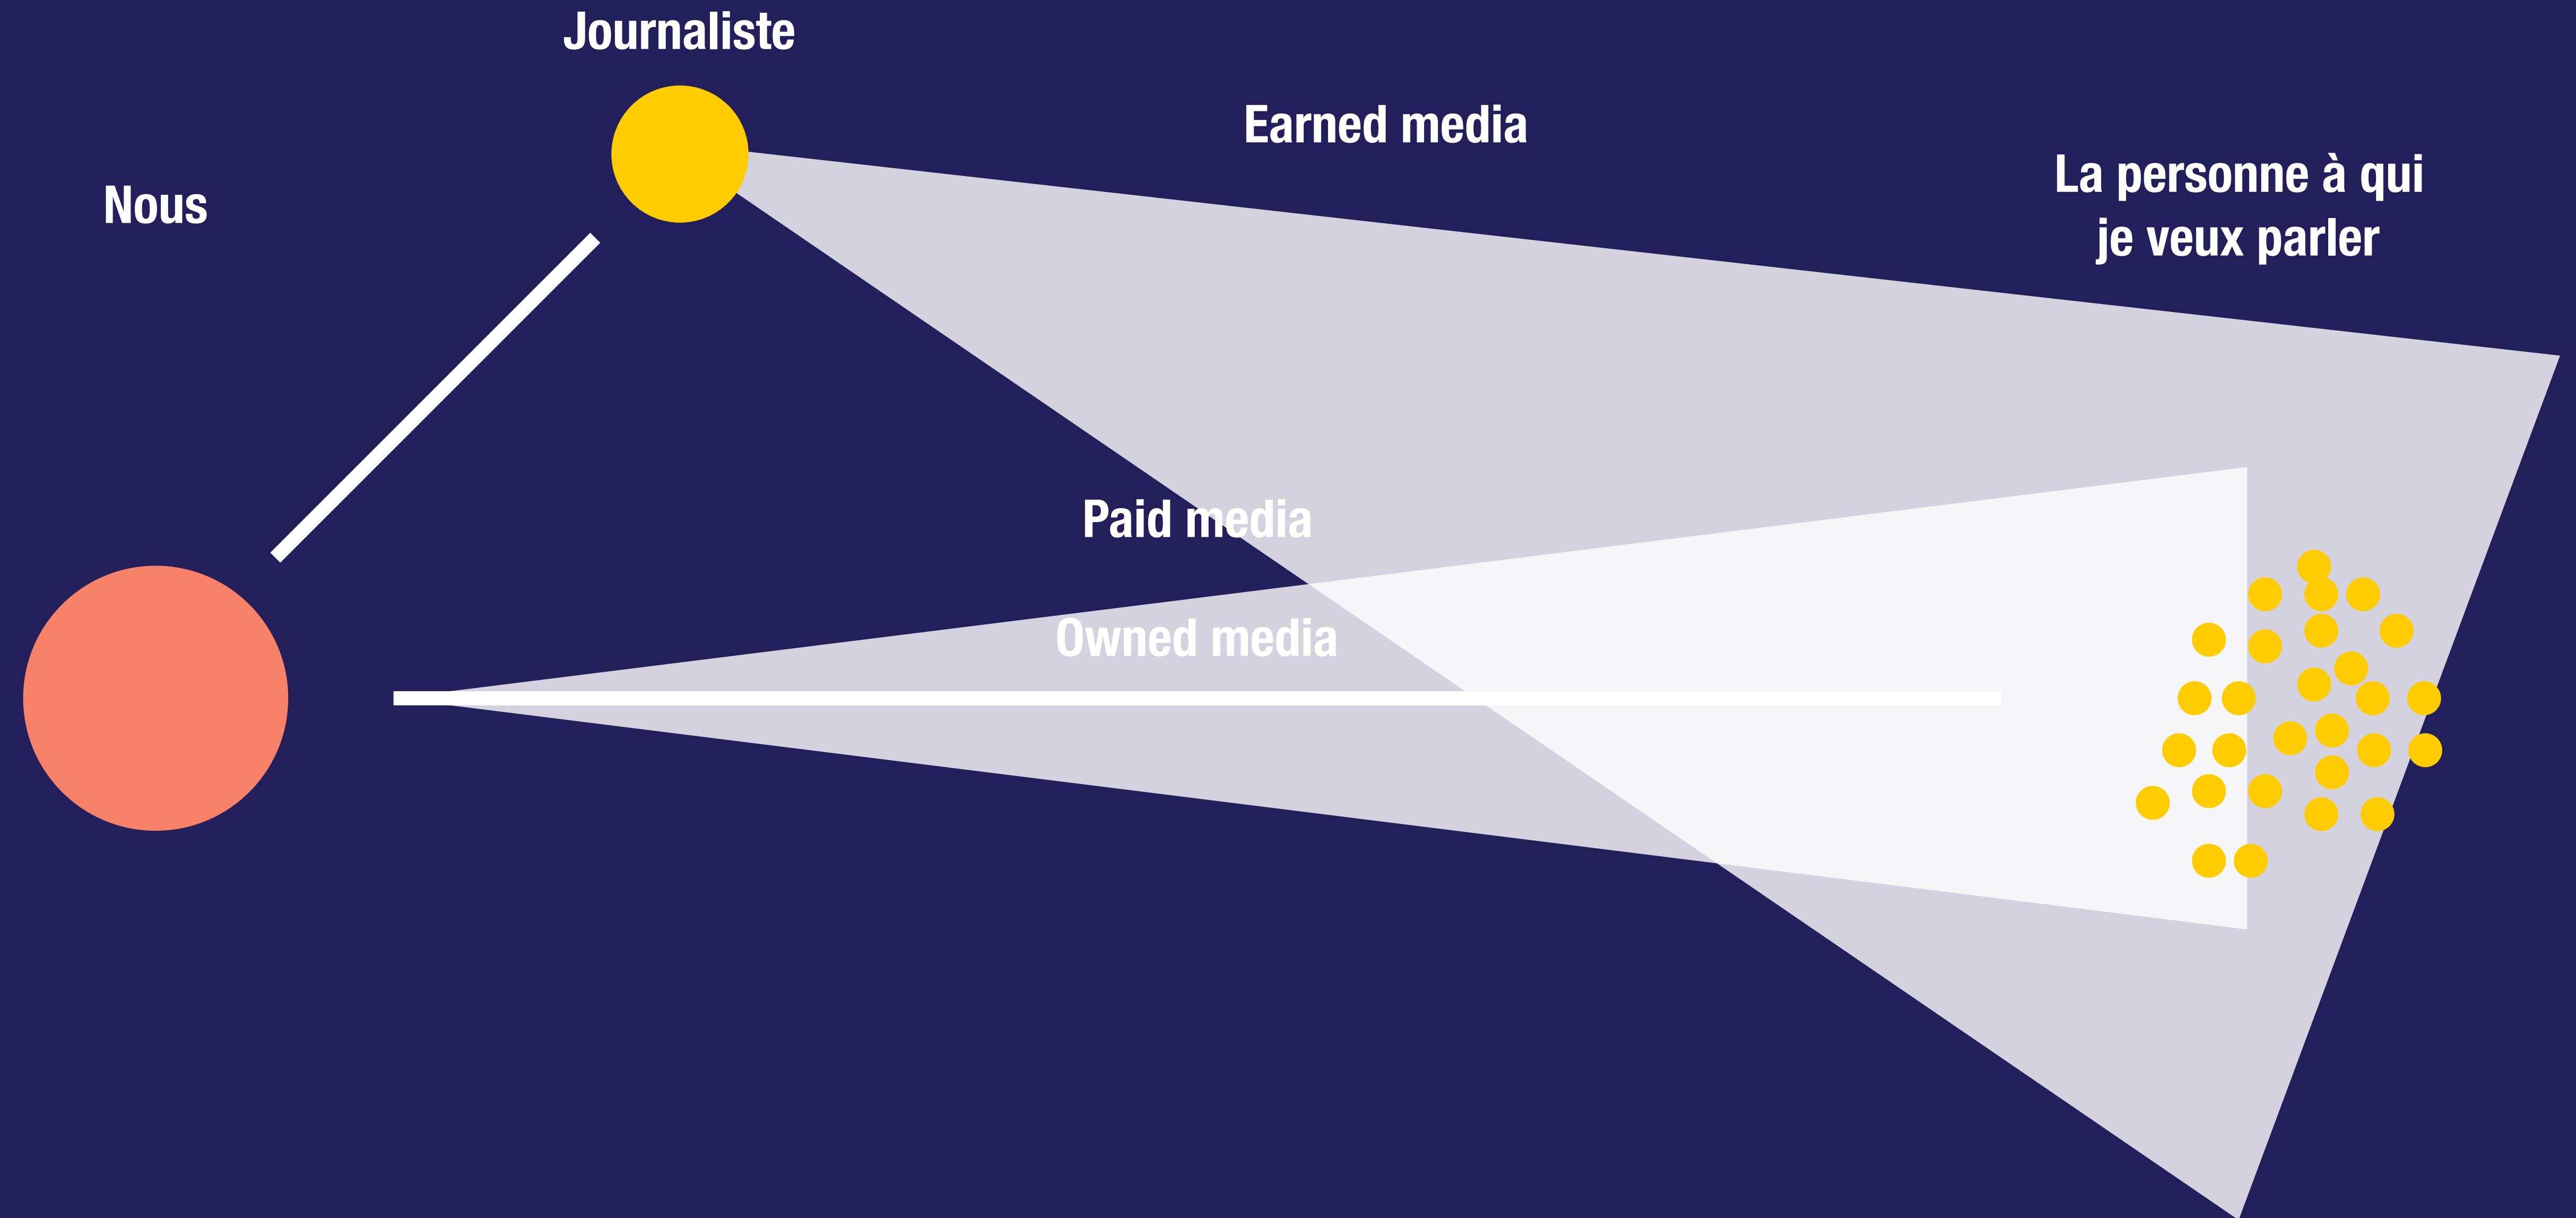 Journaliste
Nous
Earned media
La personne à qui
je veux parler
Paid media
Owned media